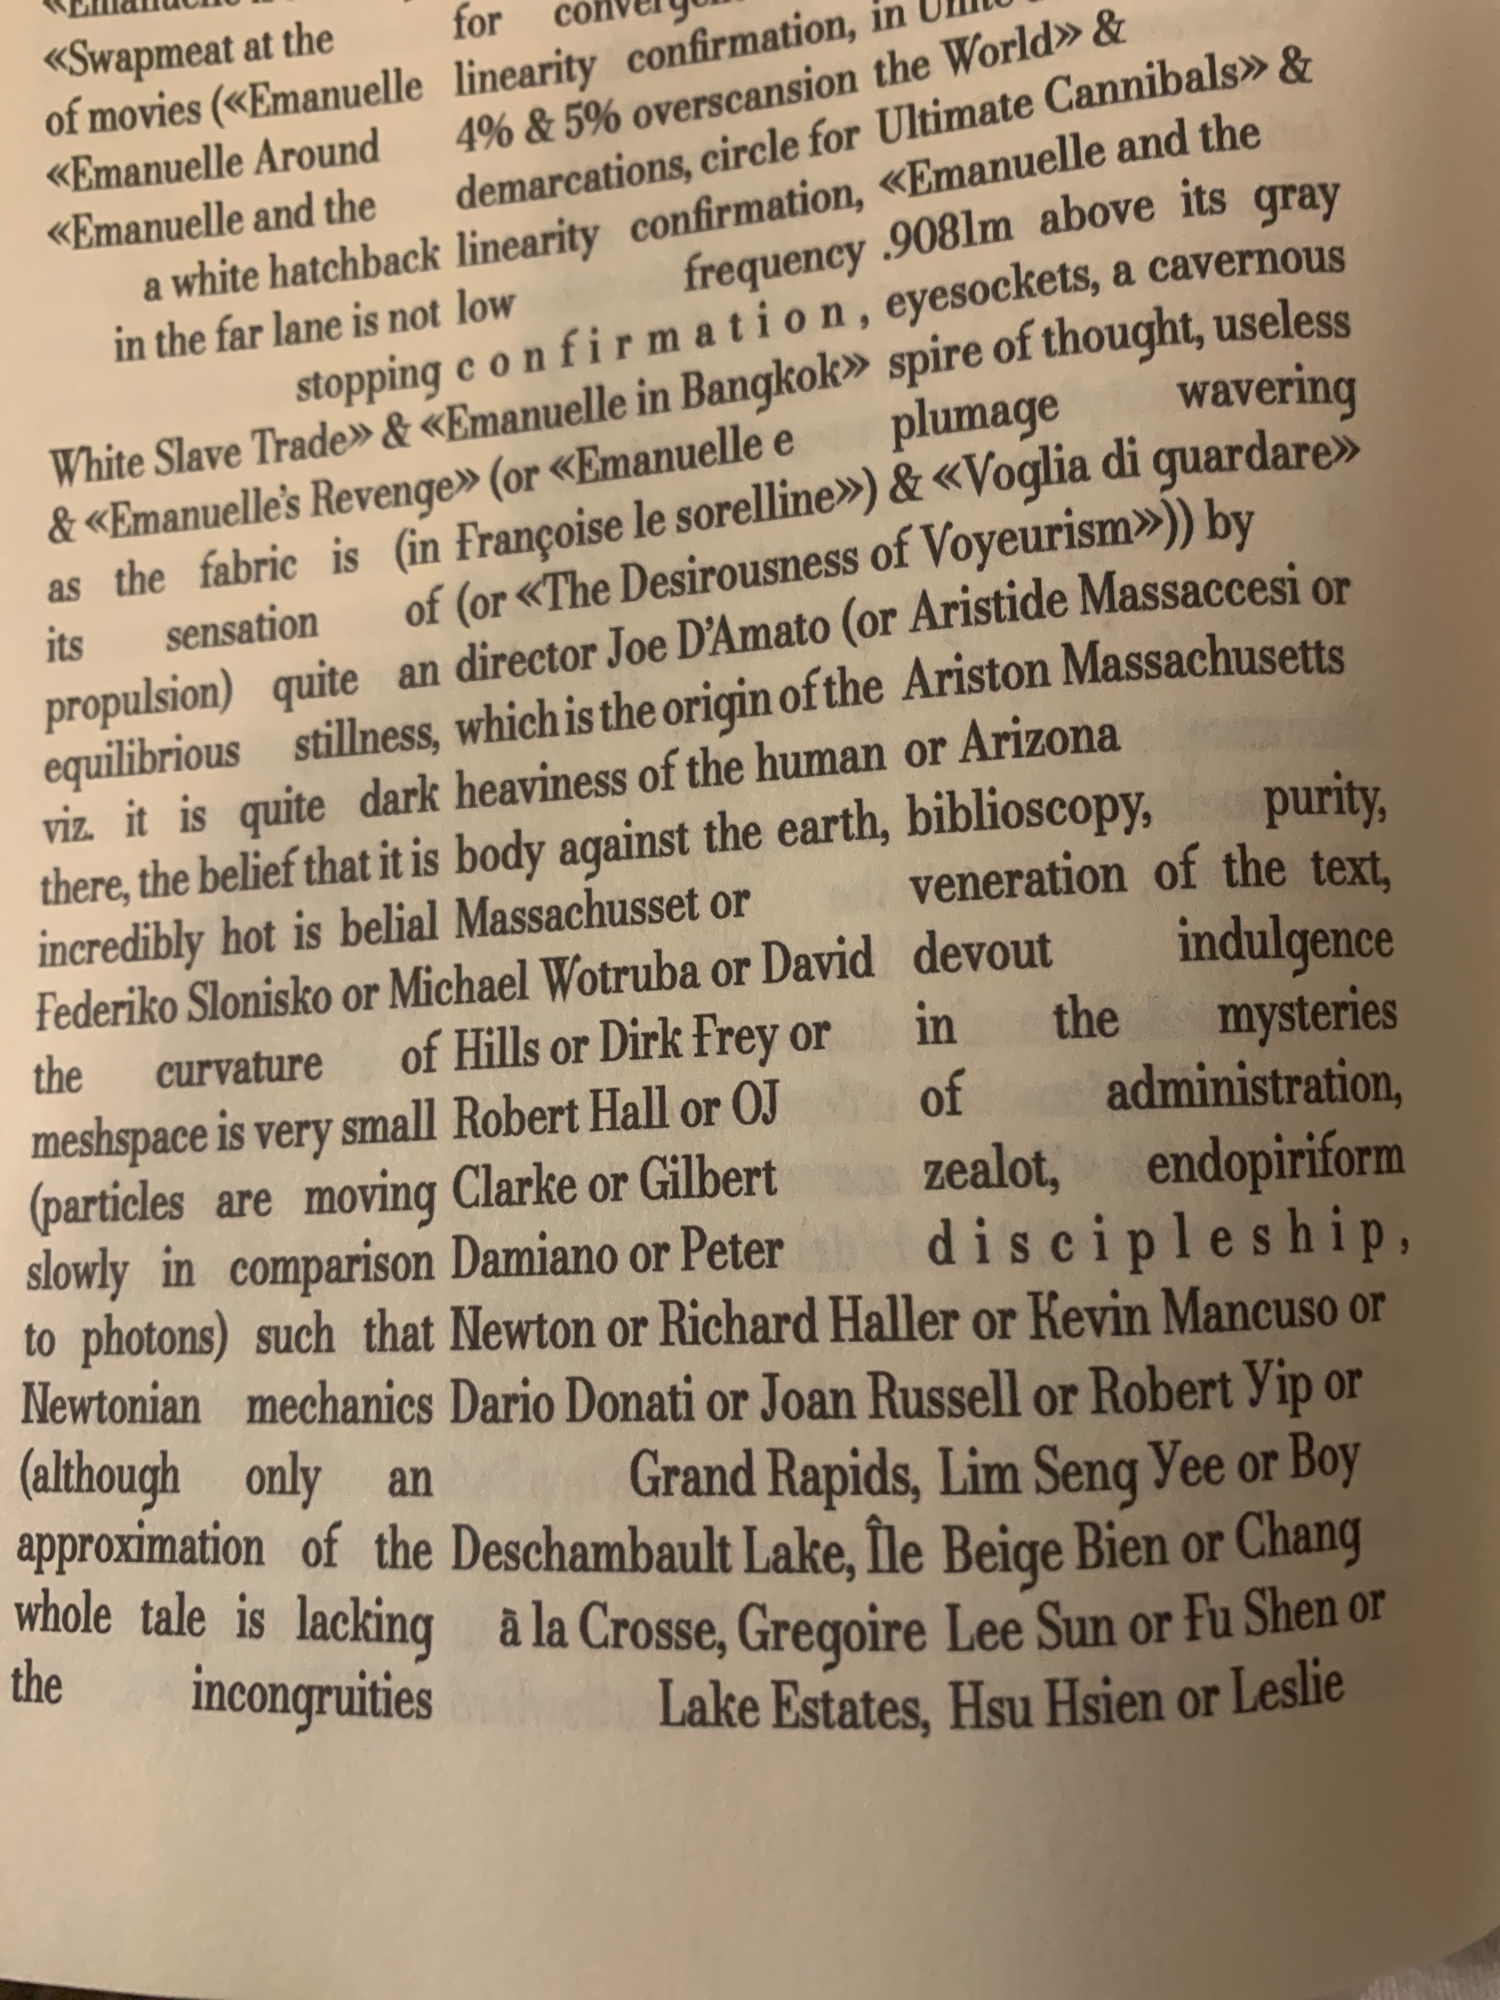 «Swapmeat at the for
of movies («Emanuelle linearity confirmation, in
«Emanuelle Around 4% & 5% overscansion the World» &
«Emanuelle and the demarcations, circle for Ultimate Cannibals» &
a white hatchback linearity confirmation, «Emanuelle and the
in the far lane is not low frequency .9081m above its gray
stopping confirmation, eyesockets, a cavernous
White Slave Trade» & «Emanuelle in Bangkok» spire of thought, useless
& «Emanuelle's Revenge» (or «Emanuelle e plumage wavering
as the fabric is (in Françoise le sorelline») & «Voglia di guardare»
its sensation of (or «The Desirousness of Voyeurism»)) by
propulsion) quite an director Joe D'Amato (or Aristide Massaccesi or
equilibrious stillness, which is the origin of the Ariston Massachusetts
viz. it is quite dark heaviness of the human or Arizona
there, the belief that it is body against the earth, biblioscopy, purity,
incredibly hot is belial Massachusset or veneration of the text,
Federiko Slonisko or Michael Wotruba or David devout indulgence
the curvature of Hills or Dirk Frey or in the mysteries
meshspace is very small Robert Hall or OJ of administration,
(particles are moving Clarke or Gilbert zealot, endopiriform
slowly in comparison Damiano or Peter discipleship,
to photons) such that Newton or Richard Haller or Kevin Mancuso or
Newtonian mechanics Dario Donati or Joan Russell or Robert Yip or
(although only an Grand Rapids, Lim Seng Yee or Boy
approximation of the Deschambault Lake, Île Beige Bien or Chang
whole tale is lacking à la Crosse, Gregoire Lee Sun or Fu Shen or
the incongruities Lake Estates, Hsu Hsien or Leslie